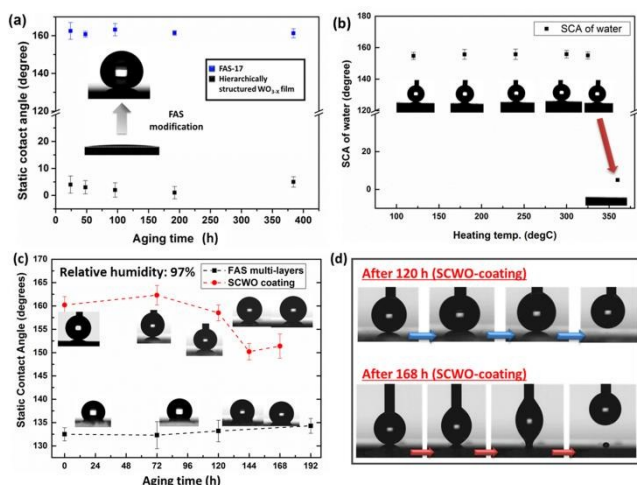 (a)
160
140
20
10
0
0 50 100 150 200 250 300 350 400
Static cotact angle (degree)
Aging time (h)
FAS-17
Hierarchically
structured WO3-X film
FAS
modification
(b)
SCA of water
180
160
140
120
100
0
100 150 200 250 300 350
SCA of water (degree)
Heating temp. (degC)
(c)
Relative humidity: 97%
FAS multi-layers
SCWO coating
175
170
165
160
155
150
145
140
135
130
0 24 48 72 96 120 144 168 192
Static Contact Angle (degrees)
Aging time (h)
(d)
After 120 h (SCWO-coating)
After 168 h (SCWO-coating)